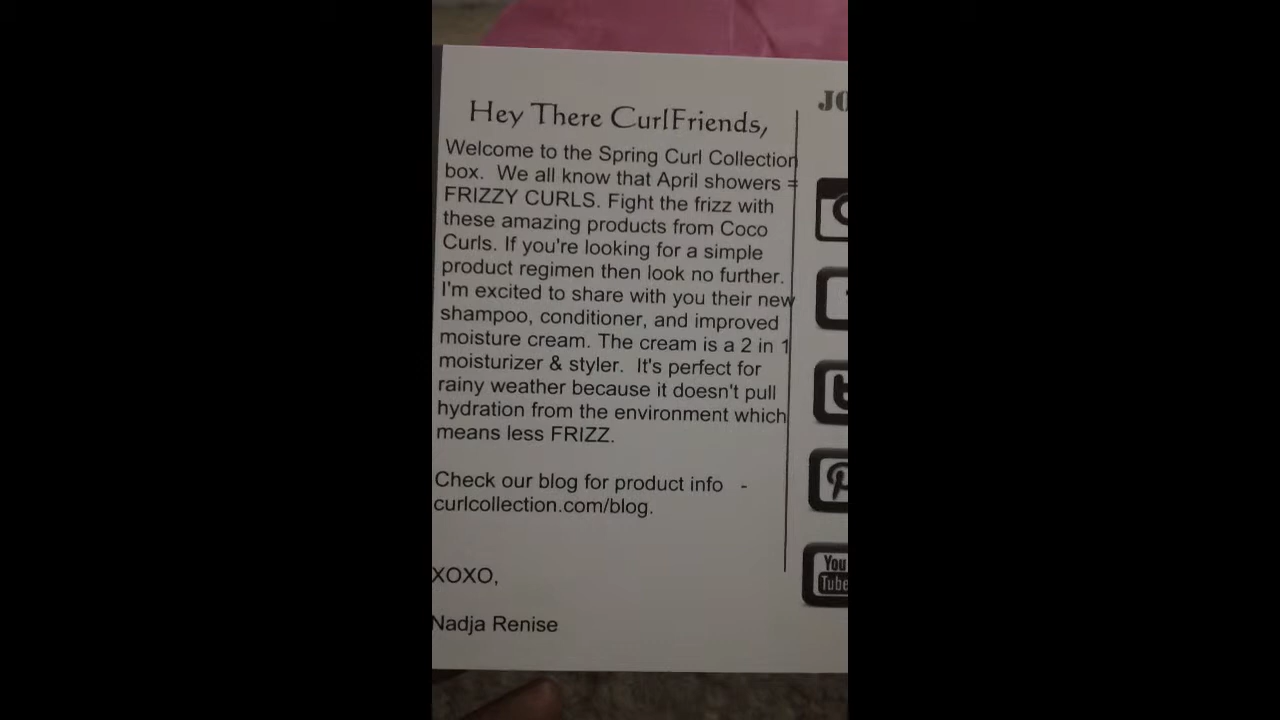 Hey There CurlFriends,
Welcome to the Spring Curl Collection
box.  We all know that April showers =
FRIZZY CURLS. Fight the frizz with
these amazing products from Coco
Curls. If you're looking for a simple
product regimen then look no further.
I'm excited to share with you their new
shampoo, conditioner, and improved
moisture cream. The cream is a 2 in 1
moisturizer & styler.  It's perfect for
rainy weather because it doesn't pull
hydration from the environment which
means less FRIZZ.
Check our blog for product info   -
curlcollection.com/blog.
XOXO,
Nadja Renise
You
Tube